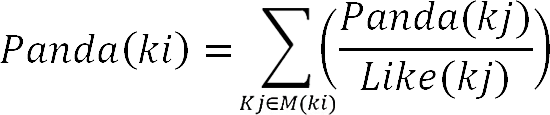 Panda(ki) = ∑ (Panda(kj) / Like(kj))
Kj∈M(ki)